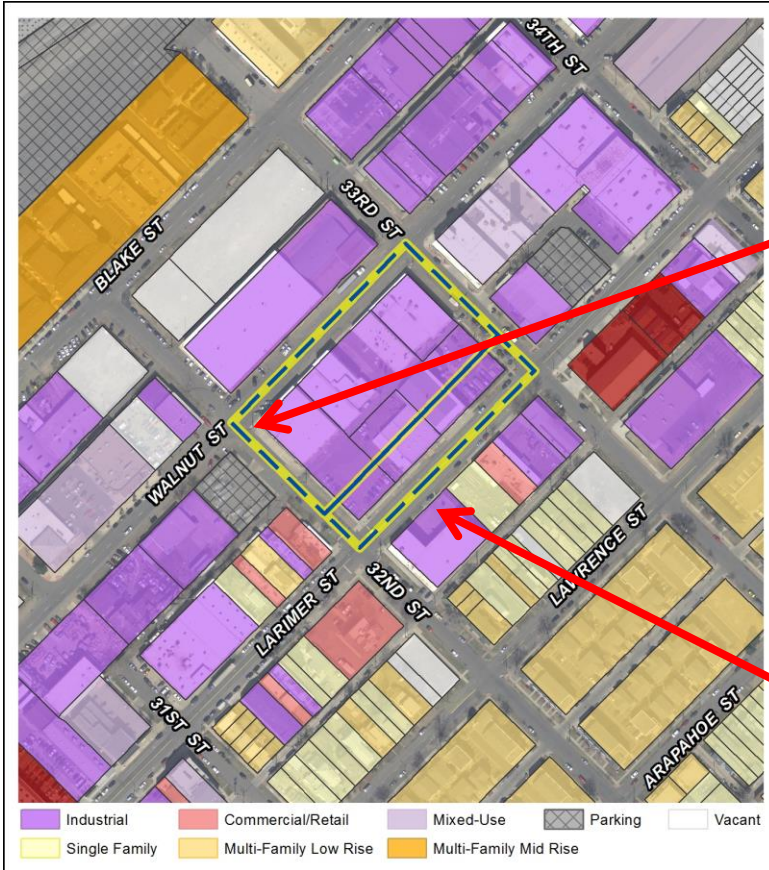 34TH ST
33RD ST
BLAKE ST
WALNUT ST
LARIMER ST
32ND ST
LAWRENCE ST
31ST ST
ARAPAHOE ST
Industrial Commercial/Retail Mixed-Use Parking Vacant
Single Family Multi-Family Low Rise Multi-Family Mid Rise